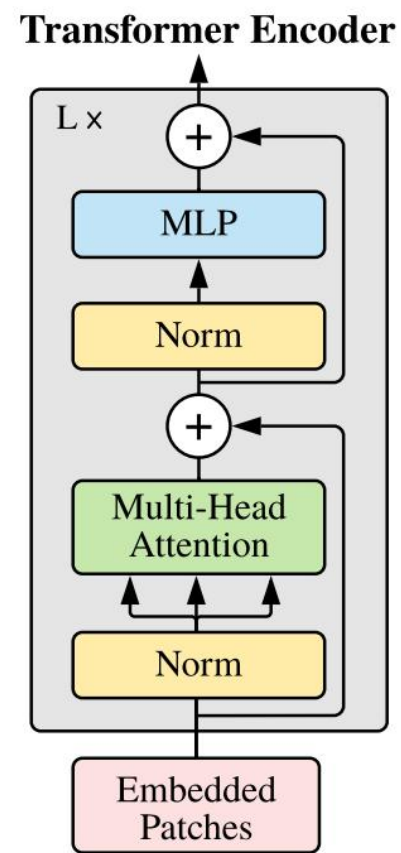 Transformer Encoder
L ×
+
MLP
Norm
+
Multi-Head
Attention
Norm
Embedded
Patches